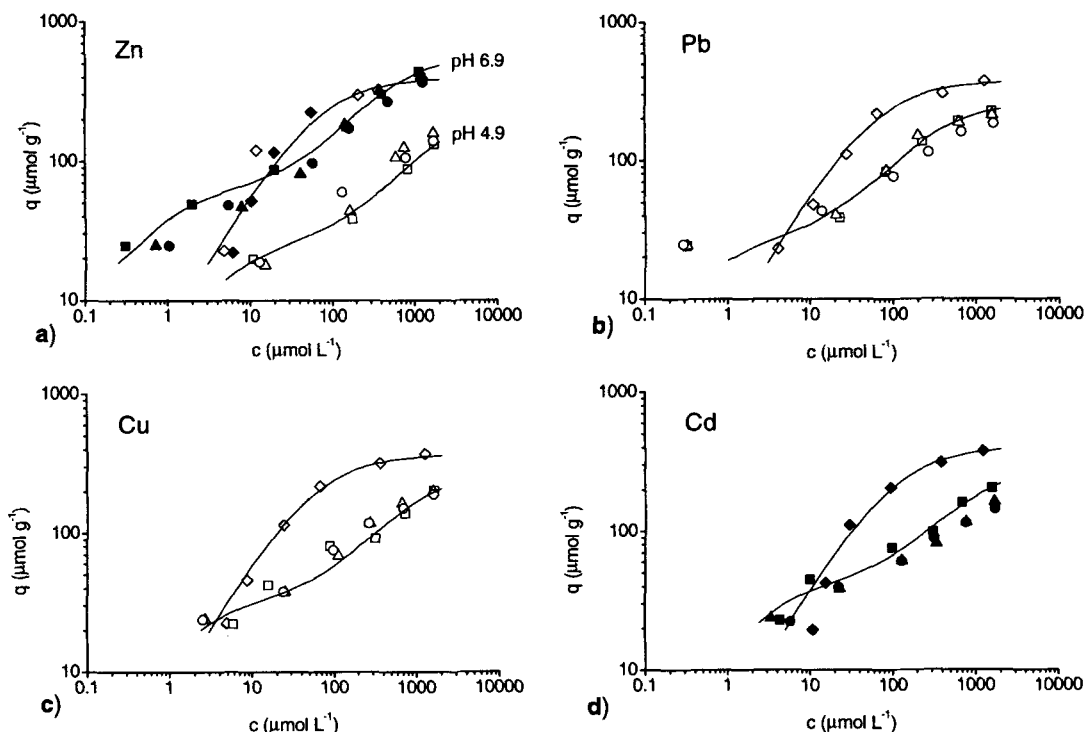 1000
100
10
q (μmol g⁻¹)
Zn
pH 6.9
pH 4.9
0.1 1 10 100 1000 10000
c (μmol L⁻¹)
a)
1000
100
10
q (μmol g⁻¹)
Pb
0.1 1 10 100 1000 10000
c (μmol L⁻¹)
b)
1000
100
10
q (μmol g⁻¹)
Cu
0.1 1 10 100 1000 10000
c (μmol L⁻¹)
c)
1000
100
10
q (μmol g⁻¹)
Cd
0.1 1 10 100 1000 10000
c (μmol L⁻¹)
d)